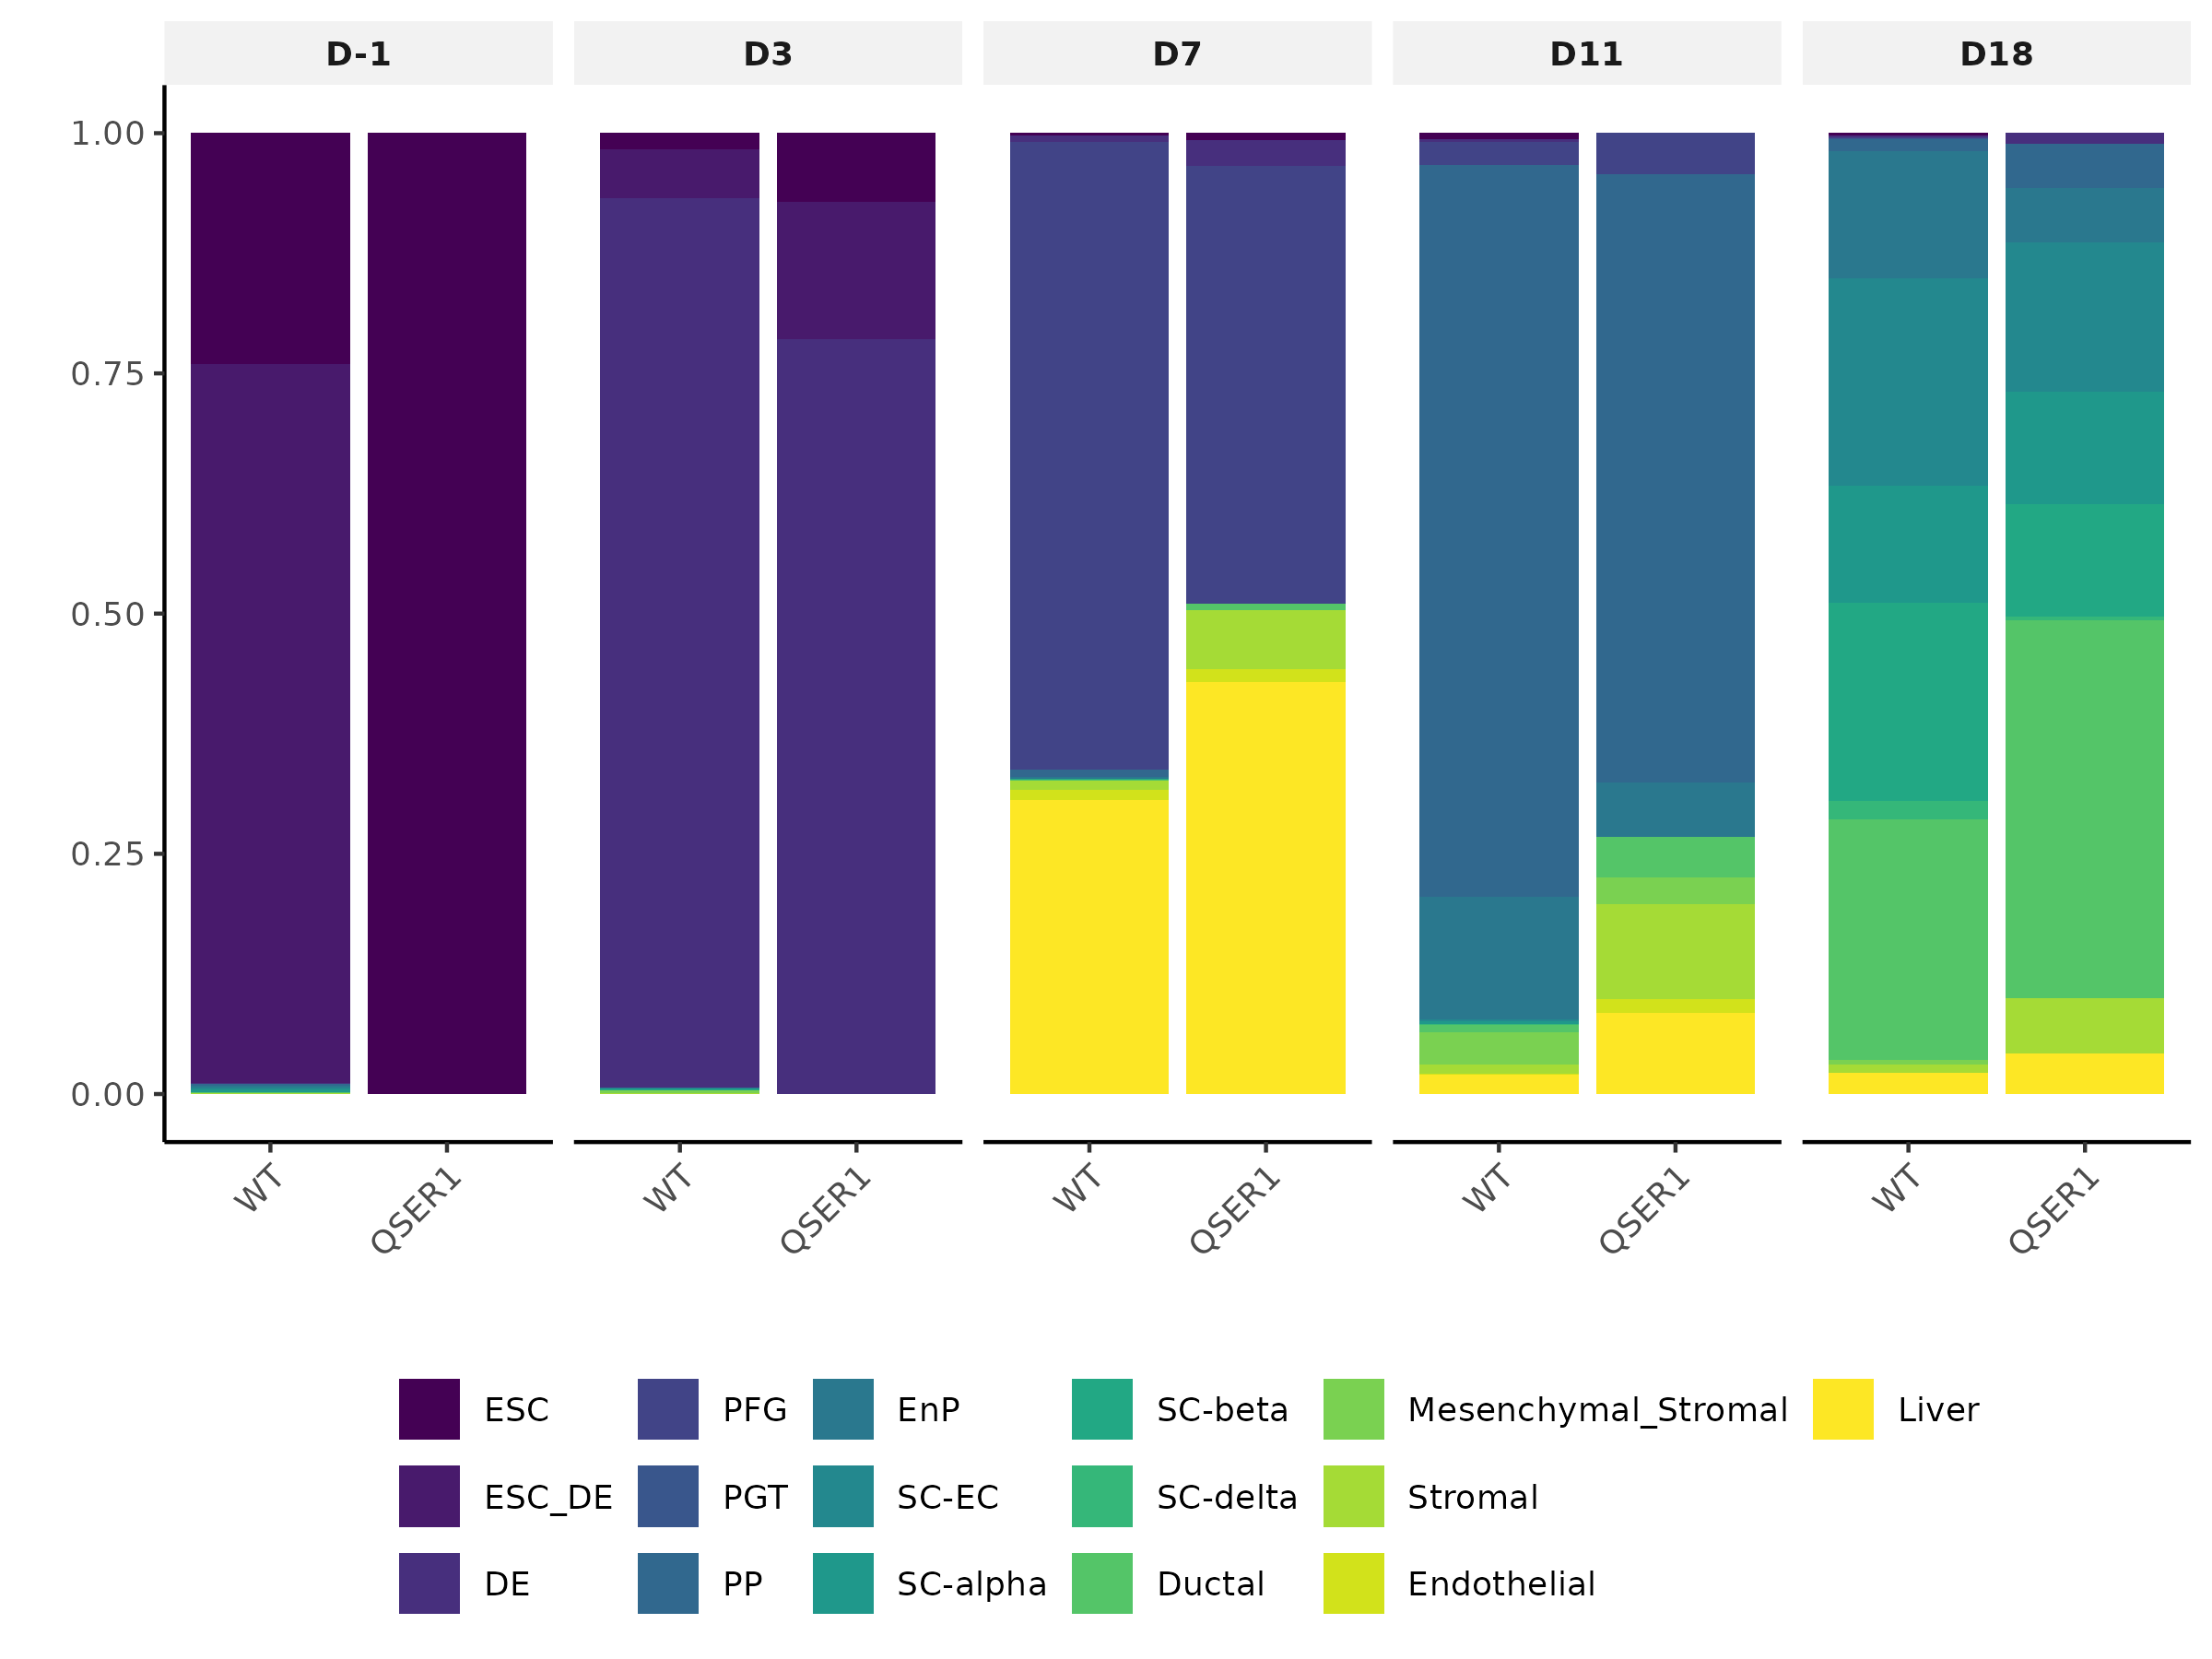 D-1 D3 D7 D11 D18
1.00
0.75
0.50
0.25
0.00
WT QSER1 WT QSER1 WT QSER1 WT QSER1 WT QSER1
ESC PFG EnP SC-beta Mesenchymal_Stromal Liver
ESC_DE PGT SC-EC SC-delta Stromal
DE PP SC-alpha Ductal Endothelial